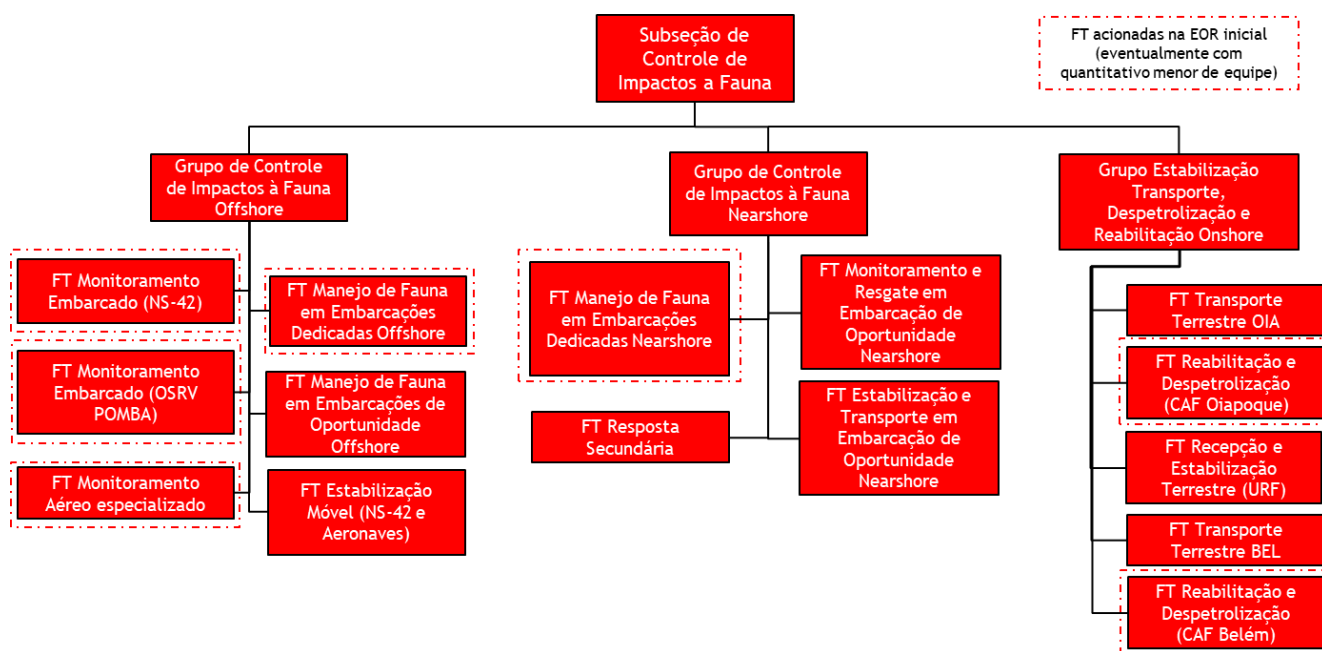 Subseção de
Controle de
Impactos a Fauna
FT acionadas na EOR inicial
(eventualmente com
quantitativo menor de equipe)
Grupo de Controle
de Impactos à Fauna
Offshore
Grupo de Controle
de Impactos à Fauna
Nearshore
Grupo Estabilização
Transporte,
Despetrolização e
Reabilitação Onshore
FT Monitoramento
Embarcado (NS-42)
FT Manejo de Fauna
em Embarcações
Dedicadas Offshore
FT Monitoramento
Embarcado (OSRV
POMBA)
FT Manejo de Fauna
em Embarcações de
Oportunidade
Offshore
FT Monitoramento
Aéreo especializado
FT Estabilização
Móvel (NS-42 e
Aeronaves)
FT Manejo de Fauna
em Embarcações
Dedicadas Nearshore
FT Monitoramento e
Resgate em
Embarcação de
Oportunidade
Nearshore
FT Resposta
Secundária
FT Estabilização e
Transporte em
Embarcação de
Oportunidade
Nearshore
FT Transporte
Terrestre OIA
FT Reabilitação e
Despetrolização
(CAF Oiapoque)
FT Recepção e
Estabilização
Terrestre (URF)
FT Transporte
Terrestre BEL
FT Reabilitação e
Despetrolização
(CAF Belém)